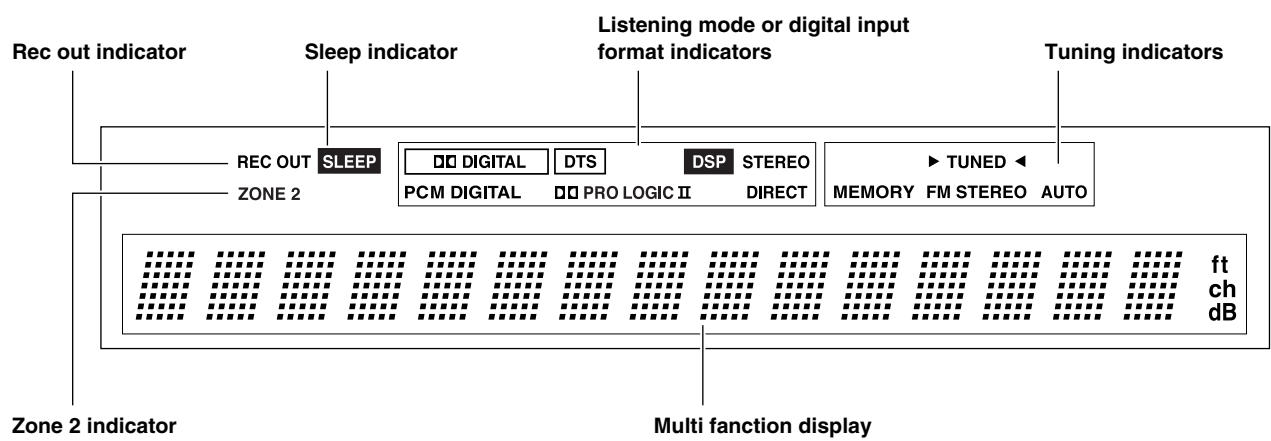 Listening mode or digital input
format indicators
Rec out indicator
Sleep indicator
Tuning indicators
REC OUT SLEEP DIGITAL DTS DSP STEREO ► TUNED ◄
ZONE 2 PCM DIGITAL PRO LOGIC II DIRECT MEMORY FM STEREO AUTO
ft
ch
dB
Zone 2 indicator
Multi fanction display